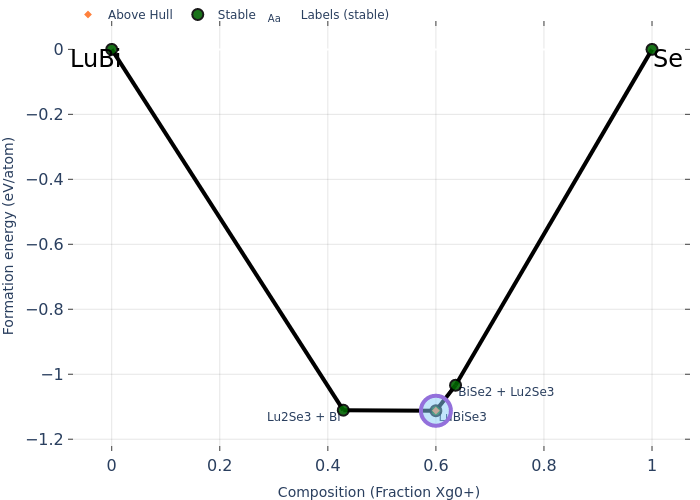 Above Hull Stable Aa Labels (stable)
0
−0.2
−0.4
−0.6
−0.8
−1
−1.2
Formation energy (eV/atom)
LuBi
Se
BiSe2 + Lu2Se3
Lu2Se3 + Bi
LuBiSe3
0 0.2 0.4 0.6 0.8 1
Composition (Fraction Xg0+)